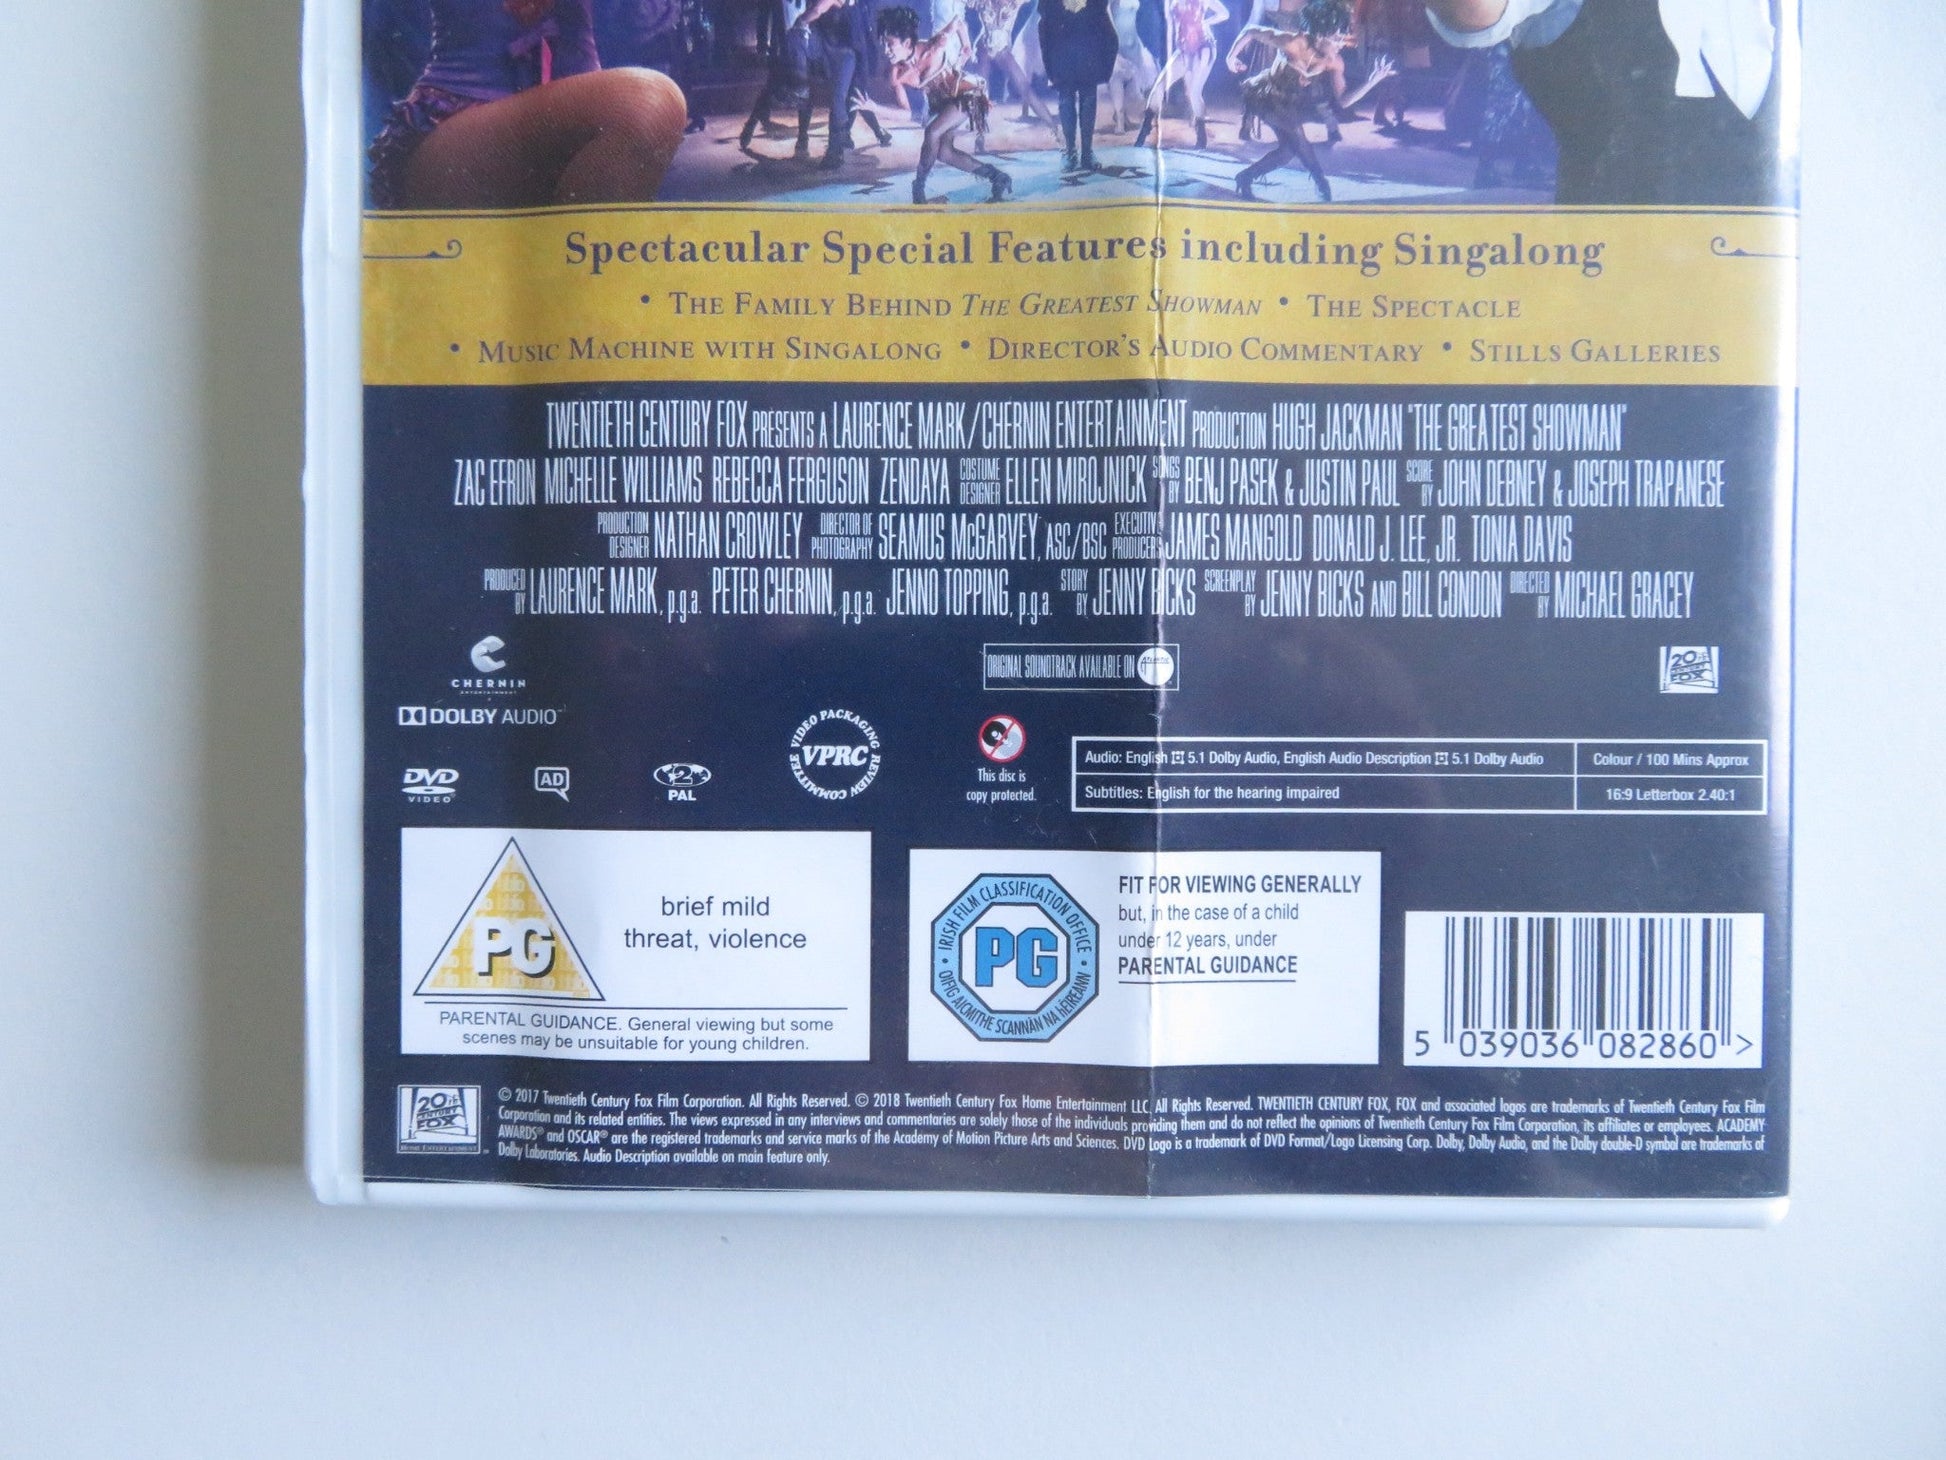 Spectacular Special Features including Singalong
• THE FAMILY BEHIND THE GREATEST SHOWMAN • THE SPECTACLE
• MUSIC MACHINE WITH SINGALONG • DIRECTOR'S AUDIO COMMENTARY • STILLS GALLERIES
TWENTIETH CENTURY FOX PRESENTS A LAURENCE MARK/CHERNIN ENTERTAINMENT PRODUCTION HUGH JACKMAN "THE GREATEST SHOWMAN"
ZAC EFRON MICHELLE WILLIAMS REBECCA FERGUSON ZENDAYA COSTUME DESIGNER ELLEN MIROJNICK SONGS BY BENJ PASEK & JUSTIN PAUL SCORE BY JOHN DEBNEY & JOSEPH TRAPANESE
PRODUCTION DESIGNER NATHAN CROWLEY DIRECTOR OF PHOTOGRAPHY SEAMUS McGARVEY, ASC/BSC EXECUTIVE PRODUCERS JAMES MANGOLD DONALD J. LEE, JR. TONIA DAVIS
PRODUCED BY LAURENCE MARK, p.g.a. PETER CHERNIN, p.g.a. JENNO TOPPING, p.g.a. STORY BY JENNY BICKS SCREENPLAY BY JENNY BICKS AND BILL CONDON DIRECTED BY MICHAEL GRACEY
CHERNIN
ENTERTAINMENT
ORIGINAL SOUNDTRACK AVAILABLE ON ATLANTIC
20TH CENTURY FOX
DOLBY AUDIO™
DVD VIDEO
AD
2
PAL
VIDEO PACKAGING REVIEW COMMITTEE
VPRC
This disc is
copy protected.
Audio: English 5.1 Dolby Audio, English Audio Description 5.1 Dolby Audio
Colour / 100 Mins Approx
Subtitles: English for the hearing impaired
16:9 Letterbox 2.40:1
PG
brief mild
threat, violence
PARENTAL GUIDANCE. General viewing but some
scenes may be unsuitable for young children.
IRISH FILM CLASSIFICATION OFFICE
PG
OIFIG AICMITHE SCANNÁN NA hÉIREANN
FIT FOR VIEWING GENERALLY
but, in the case of a child
under 12 years, under
PARENTAL GUIDANCE
5 039036 082860 >
20TH CENTURY FOX
HOME ENTERTAINMENT
© 2017 Twentieth Century Fox Film Corporation. All Rights Reserved. © 2018 Twentieth Century Fox Home Entertainment LLC. All Rights Reserved. TWENTIETH CENTURY FOX, FOX and associated logos are trademarks of Twentieth Century Fox Film
Corporation and its related entities. The views expressed in any interviews and commentaries are solely those of the individuals providing them and do not reflect the opinions of Twentieth Century Fox Film Corporation, its affiliates or employees. ACADEMY
AWARDS® and OSCAR® are the registered trademarks and service marks of the Academy of Motion Picture Arts and Sciences. DVD Logo is a trademark of DVD Format/Logo Licensing Corp. Dolby, Dolby Audio, and the Dolby double-D symbol are trademarks of
Dolby Laboratories. Audio Description available on main feature only.